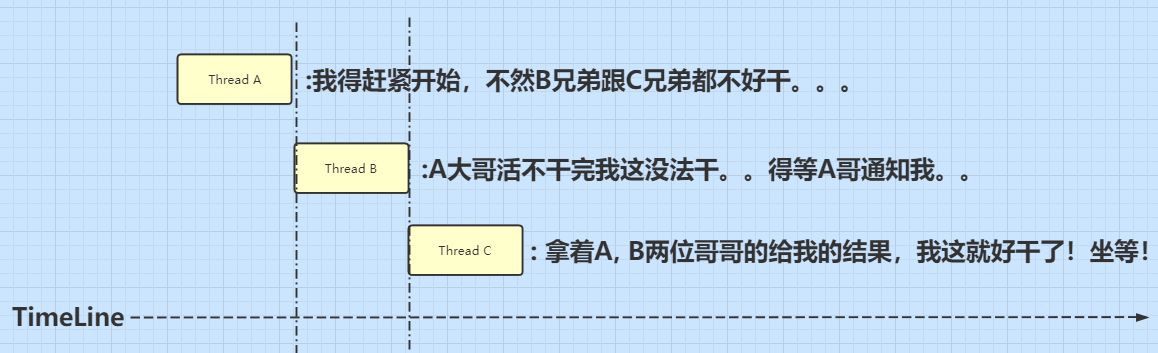 Thread A :我得赶紧开始，不然B兄弟跟C兄弟都不好干。。。
Thread B :A大哥活不干完我这没法干。。得等A哥通知我。。
Thread C : 拿着A, B两位哥哥的给我的结果，我这就好干了！坐等！
TimeLine